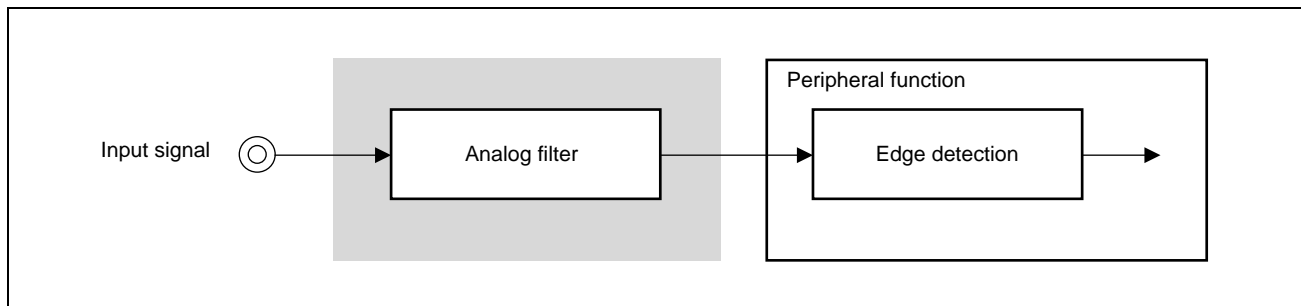 Peripheral function
Input signal
Analog filter
Edge detection